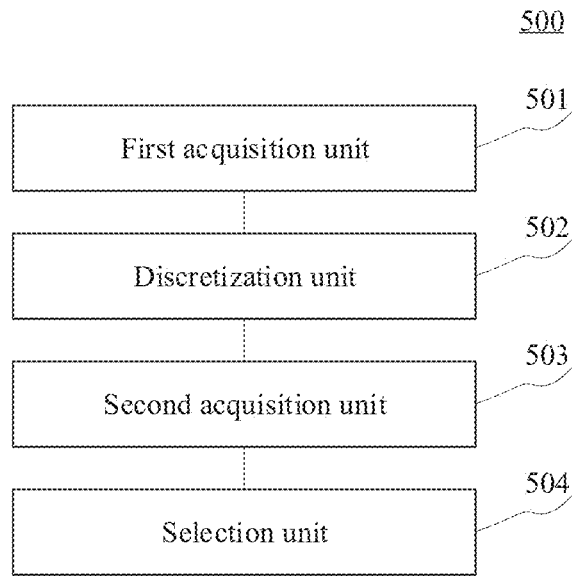 500
501
First acquisition unit
502
Discretization unit
503
Second acquisition unit
504
Selection unit